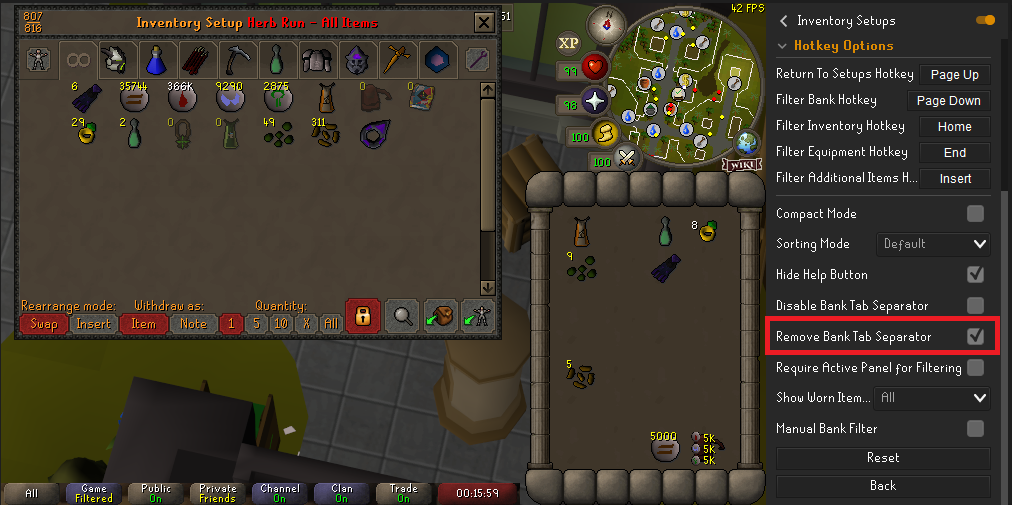 807
816
Inventory Setup Herb Run - All Items
51
42 FPS
6
35744
366K
9290
2875
0
0
29
2
0
0
49
311
Rearrange mode:
Withdraw as:
Quantity:
Swap
Insert
Item
Note
1
5
10
X
All
XP
99
98
100
100
WIKI
8
9
5
5000
5K
5K
5K
All
Game
Filtered
Public
On
Private
Friends
Channel
On
Clan
On
Trade
On
00:15:59
Inventory Setups
Hotkey Options
Return To Setups Hotkey
Page Up
Filter Bank Hotkey
Page Down
Filter Inventory Hotkey
Home
Filter Equipment Hotkey
End
Filter Additional Items H...
Insert
Compact Mode
Sorting Mode
Default
Hide Help Button
Disable Bank Tab Separator
Remove Bank Tab Separator
Require Active Panel for Filtering
Show Worn Item...
All
Manual Bank Filter
Reset
Back